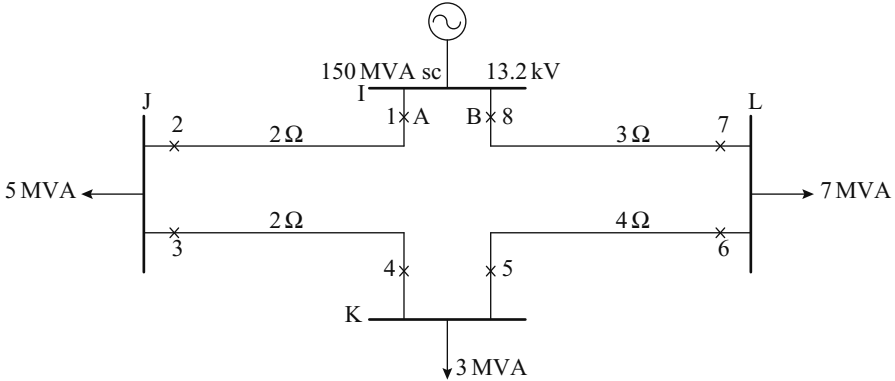 150 MVA sc
13.2 kV
I
J
L
1
A
B
8
2
2 Ω
3 Ω
7
5 MVA
7 MVA
3
2 Ω
4 Ω
6
4
5
K
3 MVA